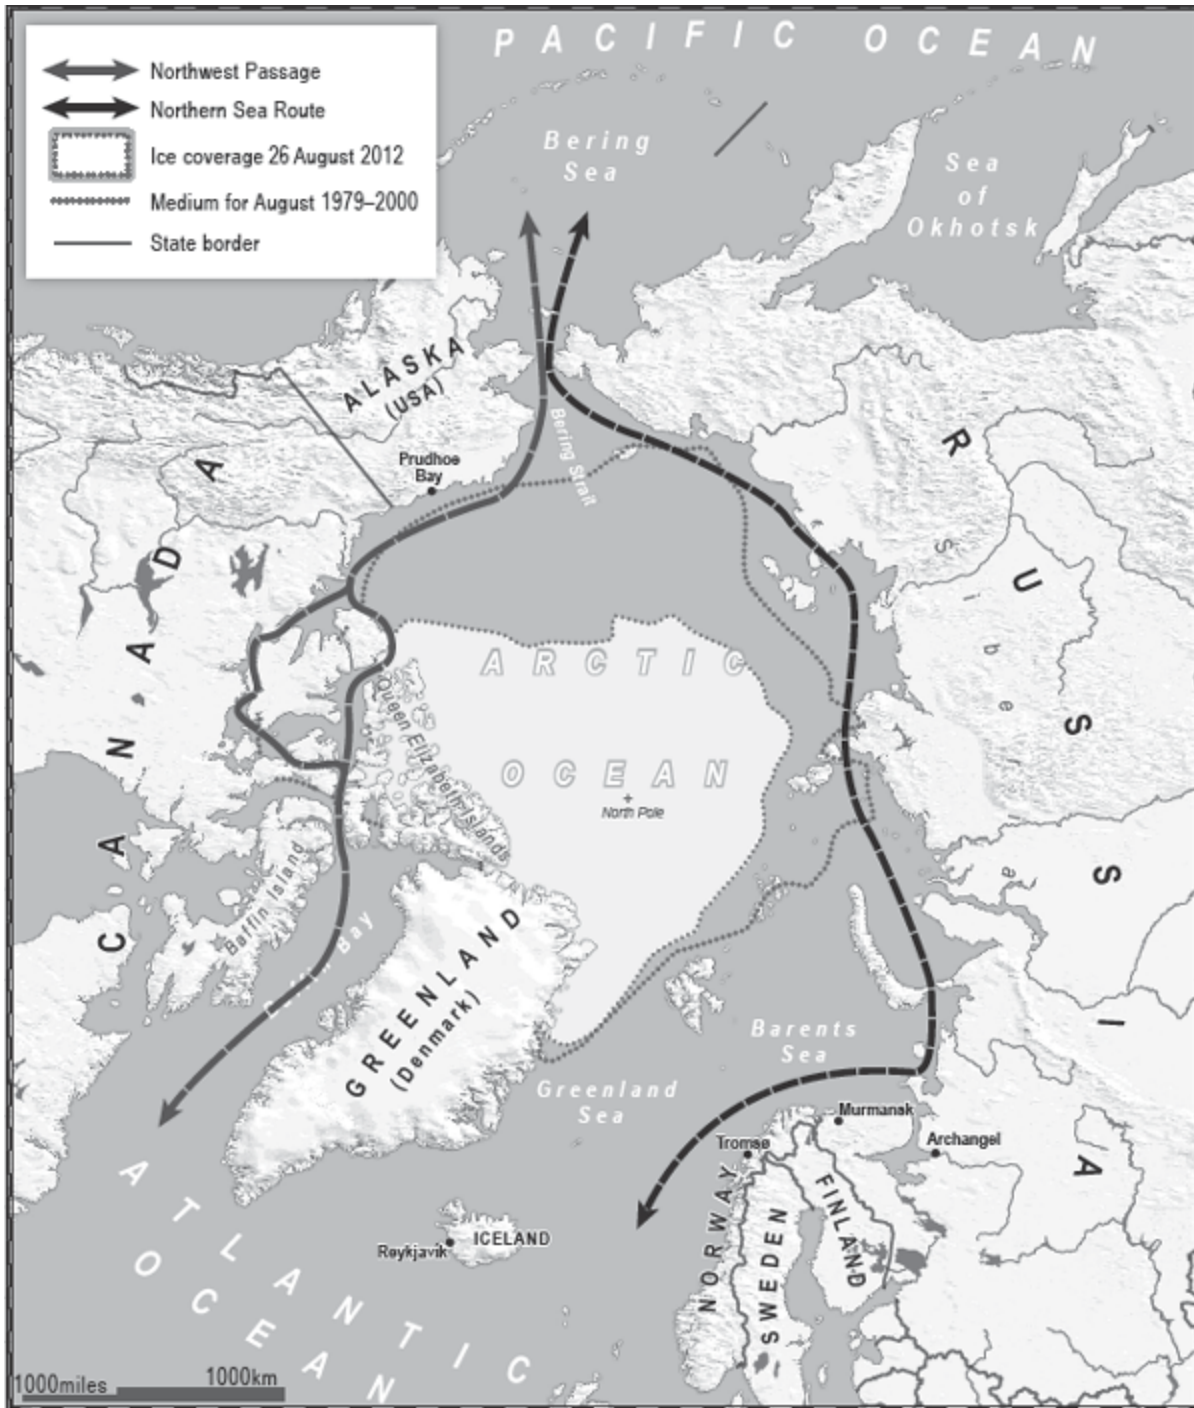 PACIFIC OCEAN
Northwest Passage
Northern Sea Route
Ice coverage 26 August 2012
Medium for August 1979–2000
State border
Bering
Sea
Sea
of
Okhotsk
ALASKA
(USA)
Prudhoe
Bay
Bering Strait
CANADA
RUSSIA
Siberia
ARCTIC
OCEAN
North Pole
Queen Elizabeth Islands
Baffin Island
Bay
GREENLAND
(Denmark)
Barents
Sea
Greenland
Sea
Murmansk
Tromsø
Archangel
NORWAY
SWEDEN
FINLAND
ICELAND
Reykjavik
ATLANTIC
OCEAN
1000miles
1000km